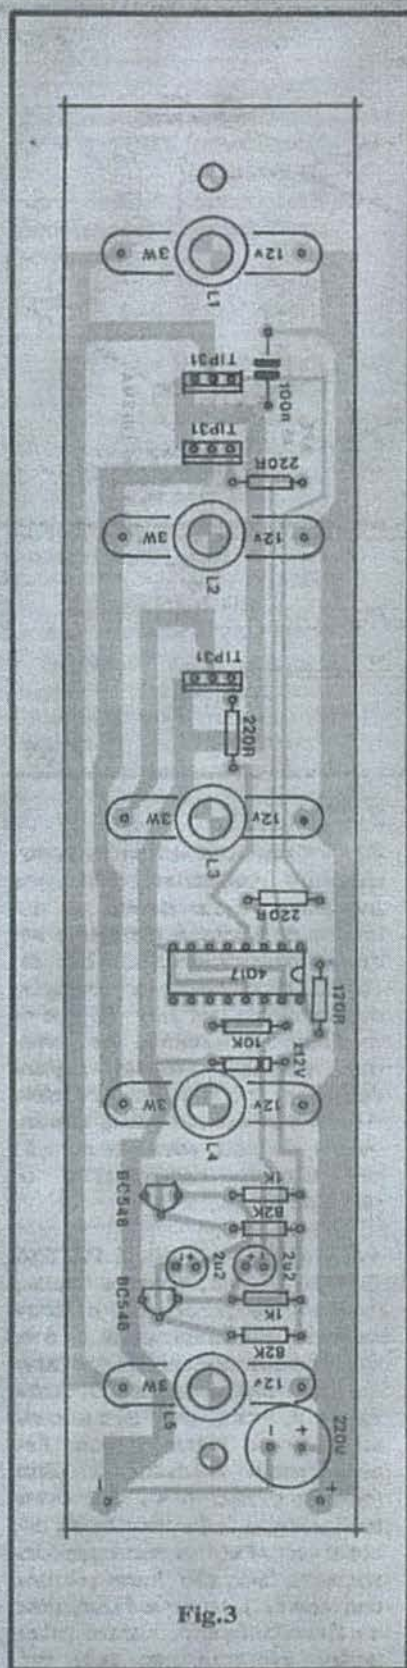 3W 12v
L1
TIP31
100n
TIP31
220R
3W 12v
L2
TIP31
220R
3W 12v
L3
220R
4017
120R
10K
z12V
3W 12v
L4
BC548 1K
82K
+ - 2u2 + - 2u2
BC548 1K
82K
3W 12v
L5
- + 220u
- +
Fig.3